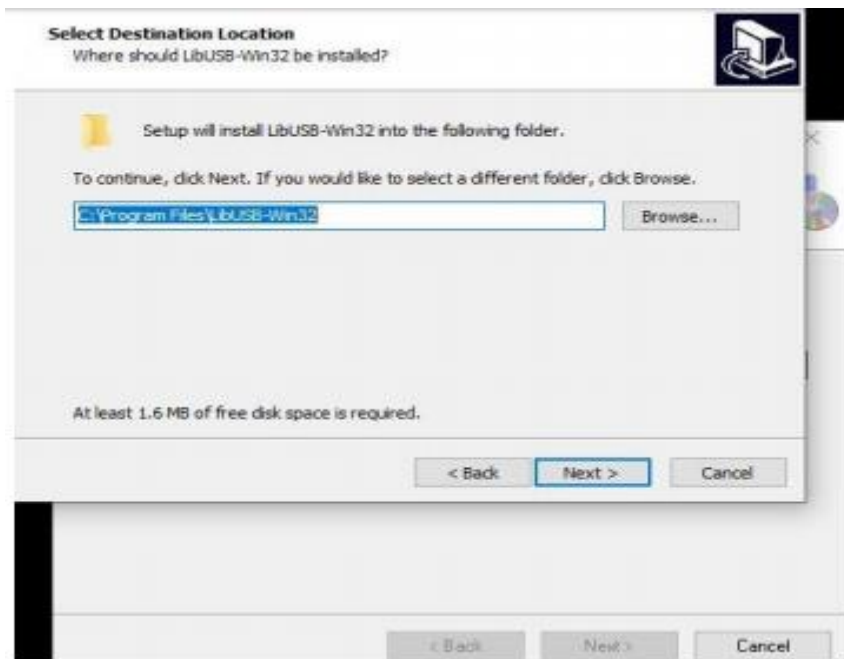 Select Destination Location
Where should LibUSB-Win32 be installed?
Setup will install LibUSB-Win32 into the following folder.
To continue, click Next. If you would like to select a different folder, click Browse.
C:\Program Files\LibUSB-Win32
Browse...
At least 1.6 MB of free disk space is required.
< Back
Next >
Cancel
< Back
Next >
Cancel